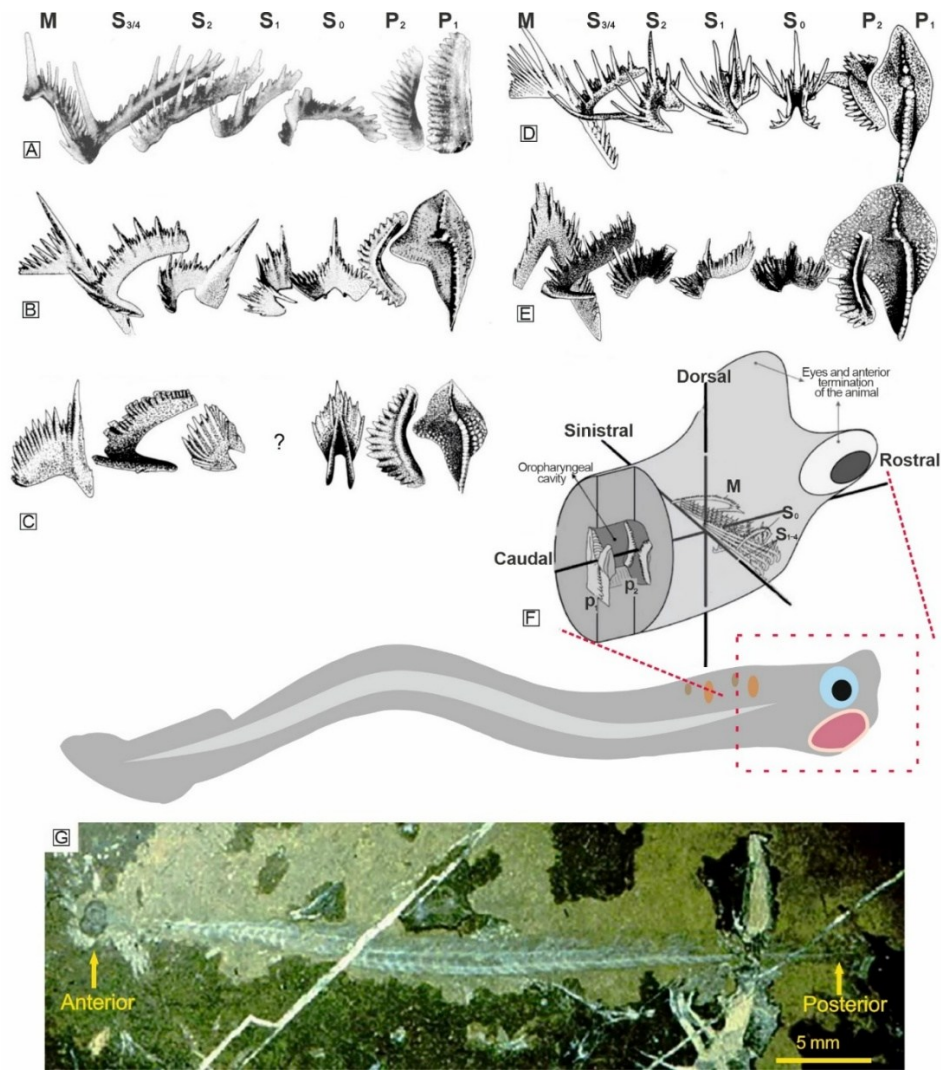 M S3/4 S2 S1 S0 P2 P1
M S3/4 S2 S1 S0 P2 P1
A
D
B
E
C
?
Eyes and anterior
termination of
the animal
Dorsal
Sinistral
Rostral
Oropharyngeal
cavity
M
S0
S1-4
Caudal
P1
P2
F
G
Anterior
Posterior
5 mm